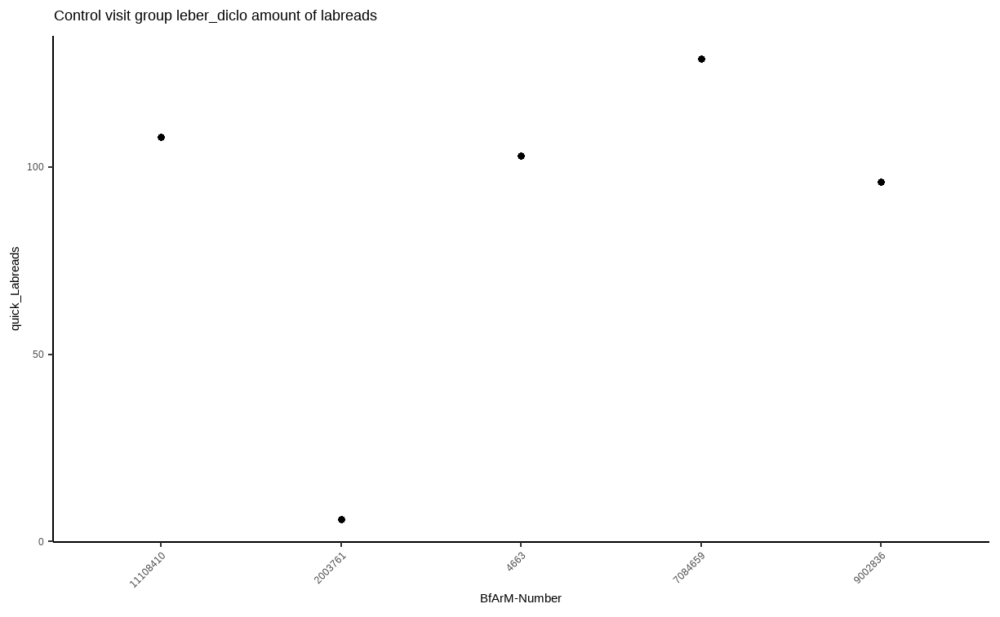 Control visit group leber_diclo amount of labreads
quick_Labreads
100
50
0
11108410
2003761
4663
7084659
9002836
BfArM-Number